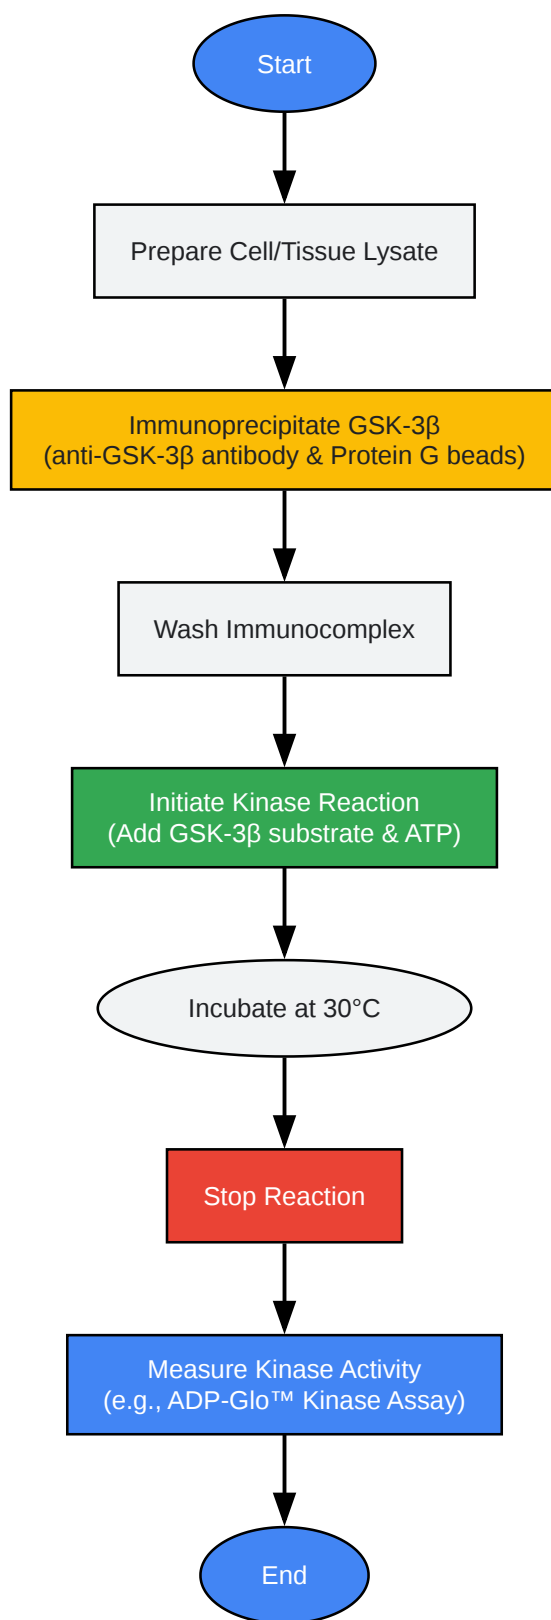 Start
Prepare Cell/Tissue Lysate
Immunoprecipitate GSK-3β
(anti-GSK-3β antibody & Protein G beads)
Wash Immunocomplex
Initiate Kinase Reaction
(Add GSK-3β substrate & ATP)
Incubate at 30°C
Stop Reaction
Measure Kinase Activity
(e.g., ADP-Glo™ Kinase Assay)
End